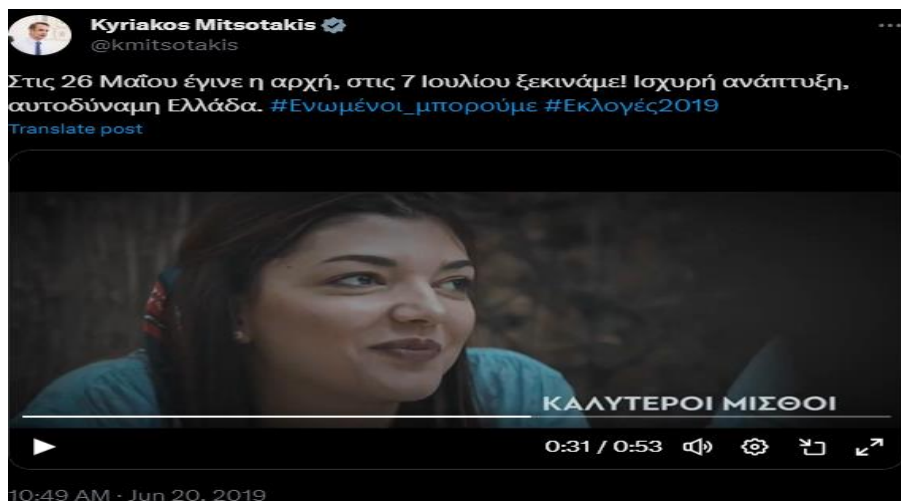 Kyriakos Mitsotakis
@kmitsotakis
Στις 26 Μαΐου έγινε η αρχή, στις 7 Ιουλίου ξεκινάμε! Ισχυρή ανάπτυξη,
αυτοδύναμη Ελλάδα. #Ενωμένοι_μπορούμε #Εκλογές2019
Translate post
ΚΑΛΥΤΕΡΟΙ ΜΙΣΘΟΙ
0:31 / 0:53
10:49 AM · Jun 20, 2019